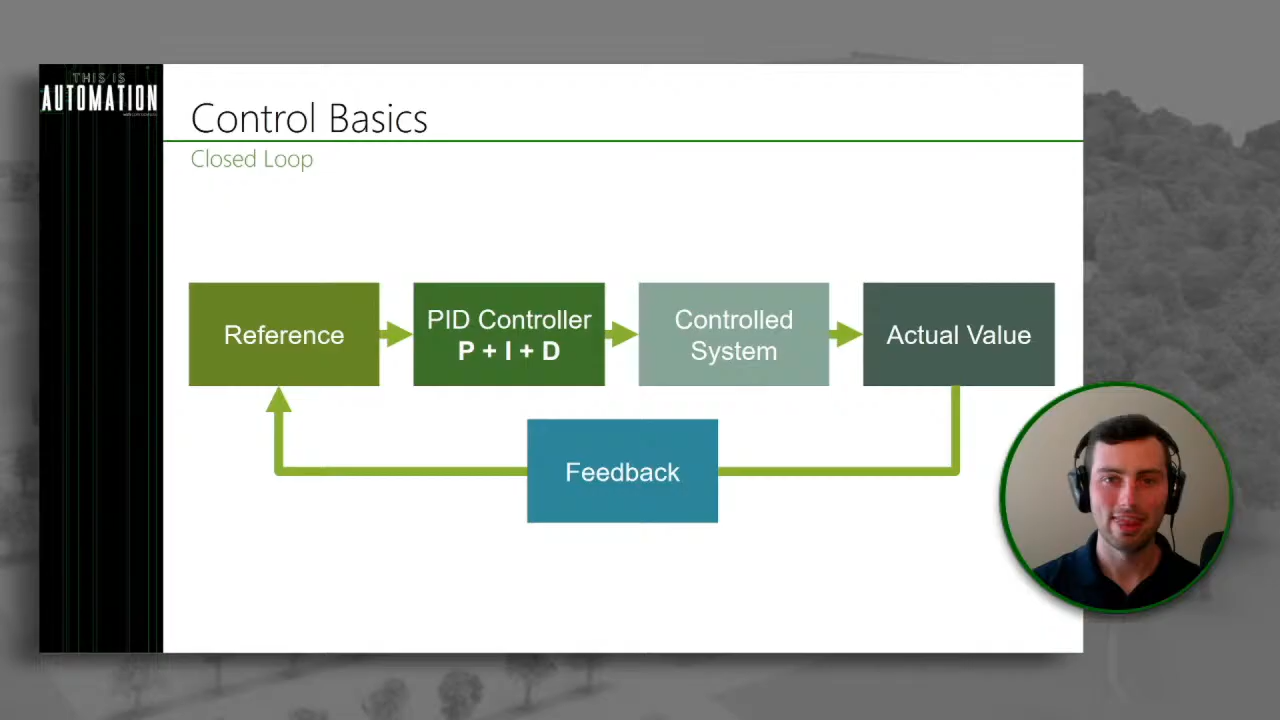 THIS IS
AUTOMATION
Control Basics
Closed Loop
Reference
PID Controller
P + I + D
Controlled
System
Actual Value
Feedback